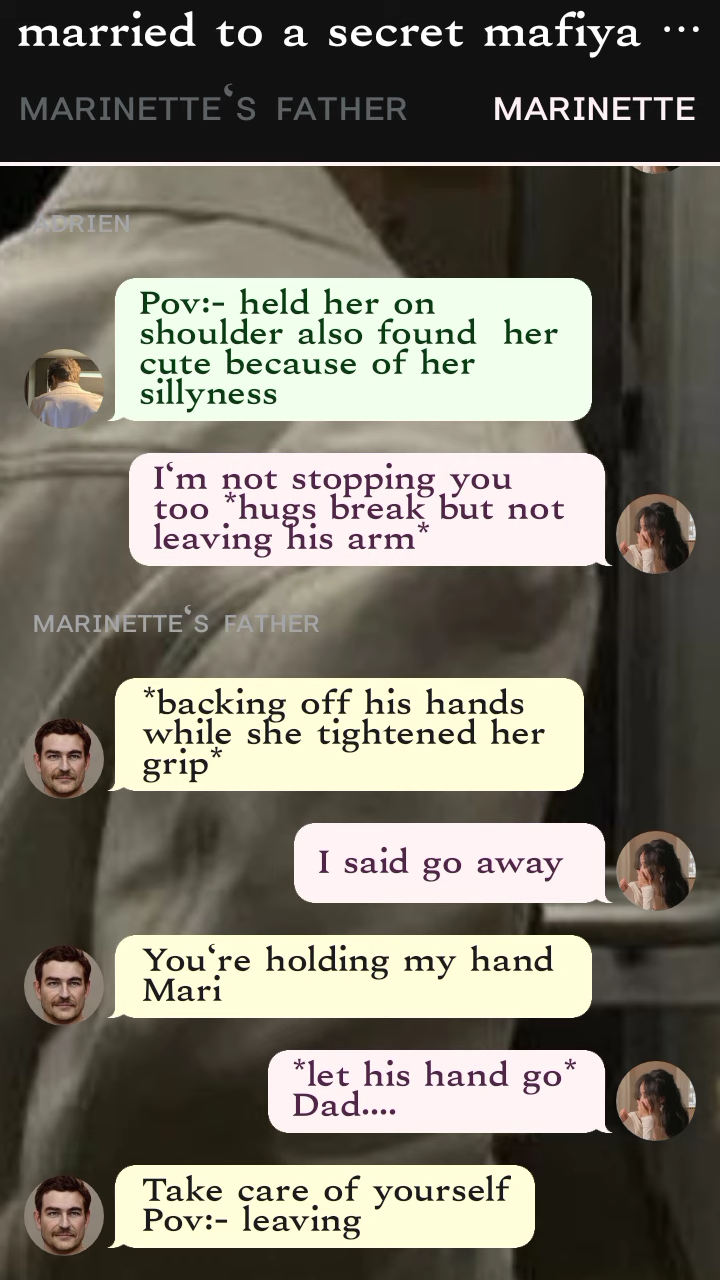 married to a secret mafiya ...
MARINETTE‘S FATHER MARINETTE
ADRIEN
Pov:- held her on
shoulder also found her
cute because of her
sillyness
I‘m not stopping you
too *hugs break but not
leaving his arm*
MARINETTE‘S FATHER
*backing off his hands
while she tightened her
grip*
I said go away
You‘re holding my hand
Mari
*let his hand go*
Dad....
Take care of yourself
Pov:- leaving